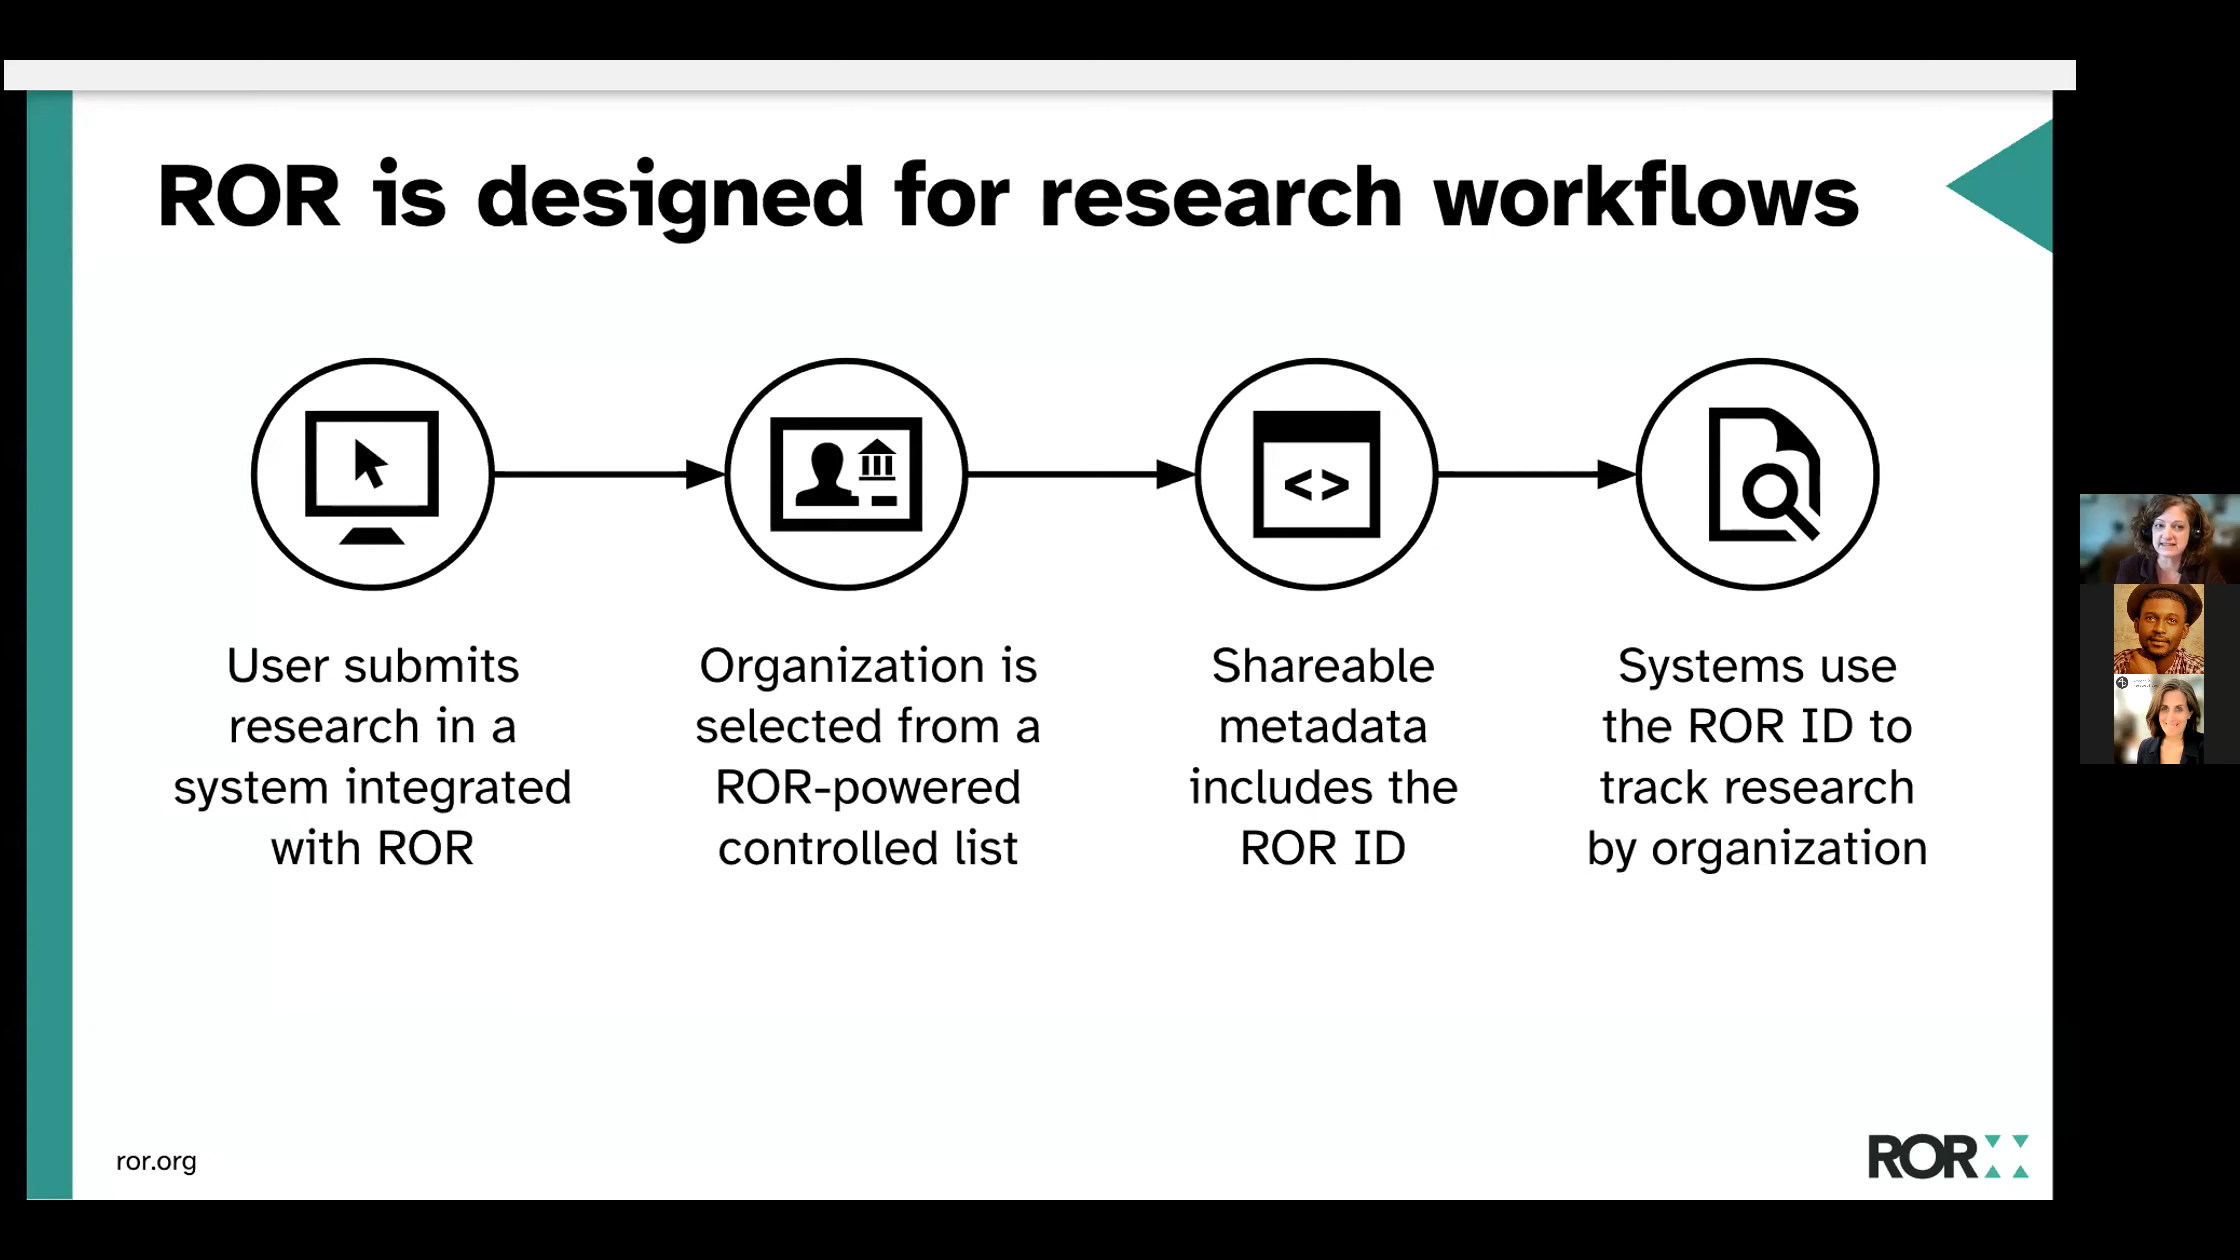 ROR is designed for research workflows
< >
User submits
research in a
system integrated
with ROR
Organization is
selected from a
ROR-powered
controlled list
Shareable
metadata
includes the
ROR ID
Systems use
the ROR ID to
track research
by organization
ror.org
ROR